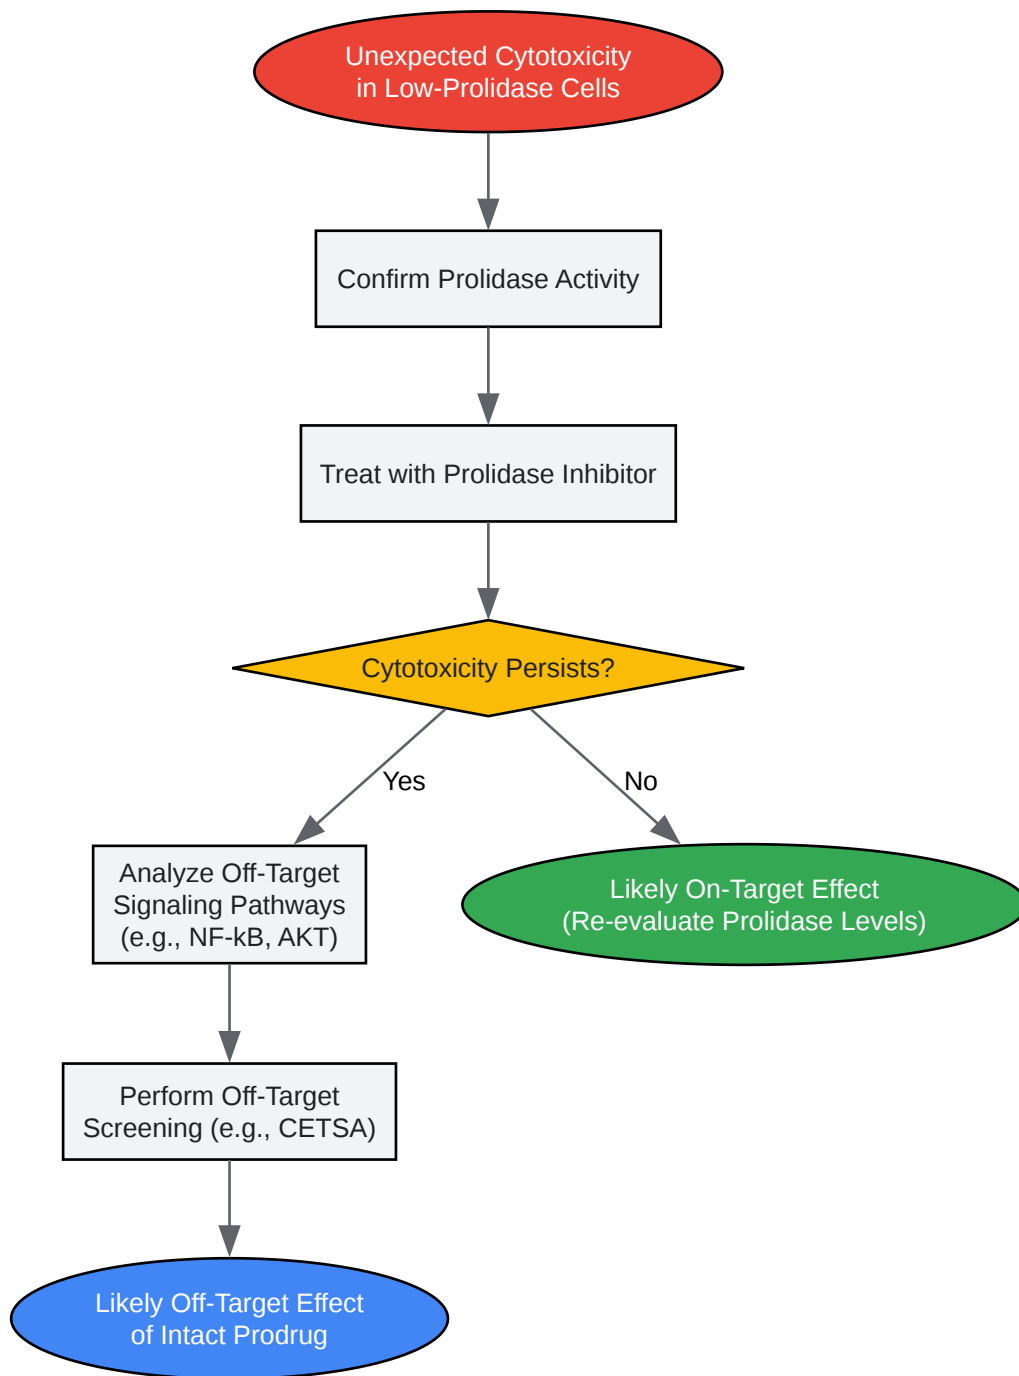 Unexpected Cytotoxicity
in Low-Prolidase Cells
Confirm Prolidase Activity
Treat with Prolidase Inhibitor
Cytotoxicity Persists?
Yes
No
Analyze Off-Target
Signaling Pathways
(e.g., NF-kB, AKT)
Likely On-Target Effect
(Re-evaluate Prolidase Levels)
Perform Off-Target
Screening (e.g., CETSA)
Likely Off-Target Effect
of Intact Prodrug